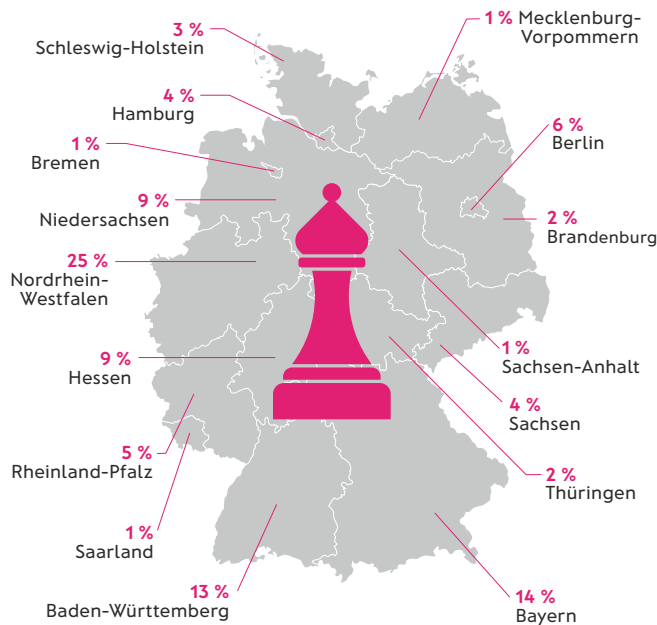 3 %
Schleswig-Holstein
1 % Mecklenburg-
Vorpommern
4 %
Hamburg
6 %
Berlin
1 %
Bremen
9 %
Niedersachsen
2 %
Brandenburg
25 %
Nordrhein-
Westfalen
1 %
Sachsen-Anhalt
9 %
Hessen
4 %
Sachsen
5 %
Rheinland-Pfalz
2 %
Thüringen
1 %
Saarland
13 %
Baden-Württemberg
14 %
Bayern